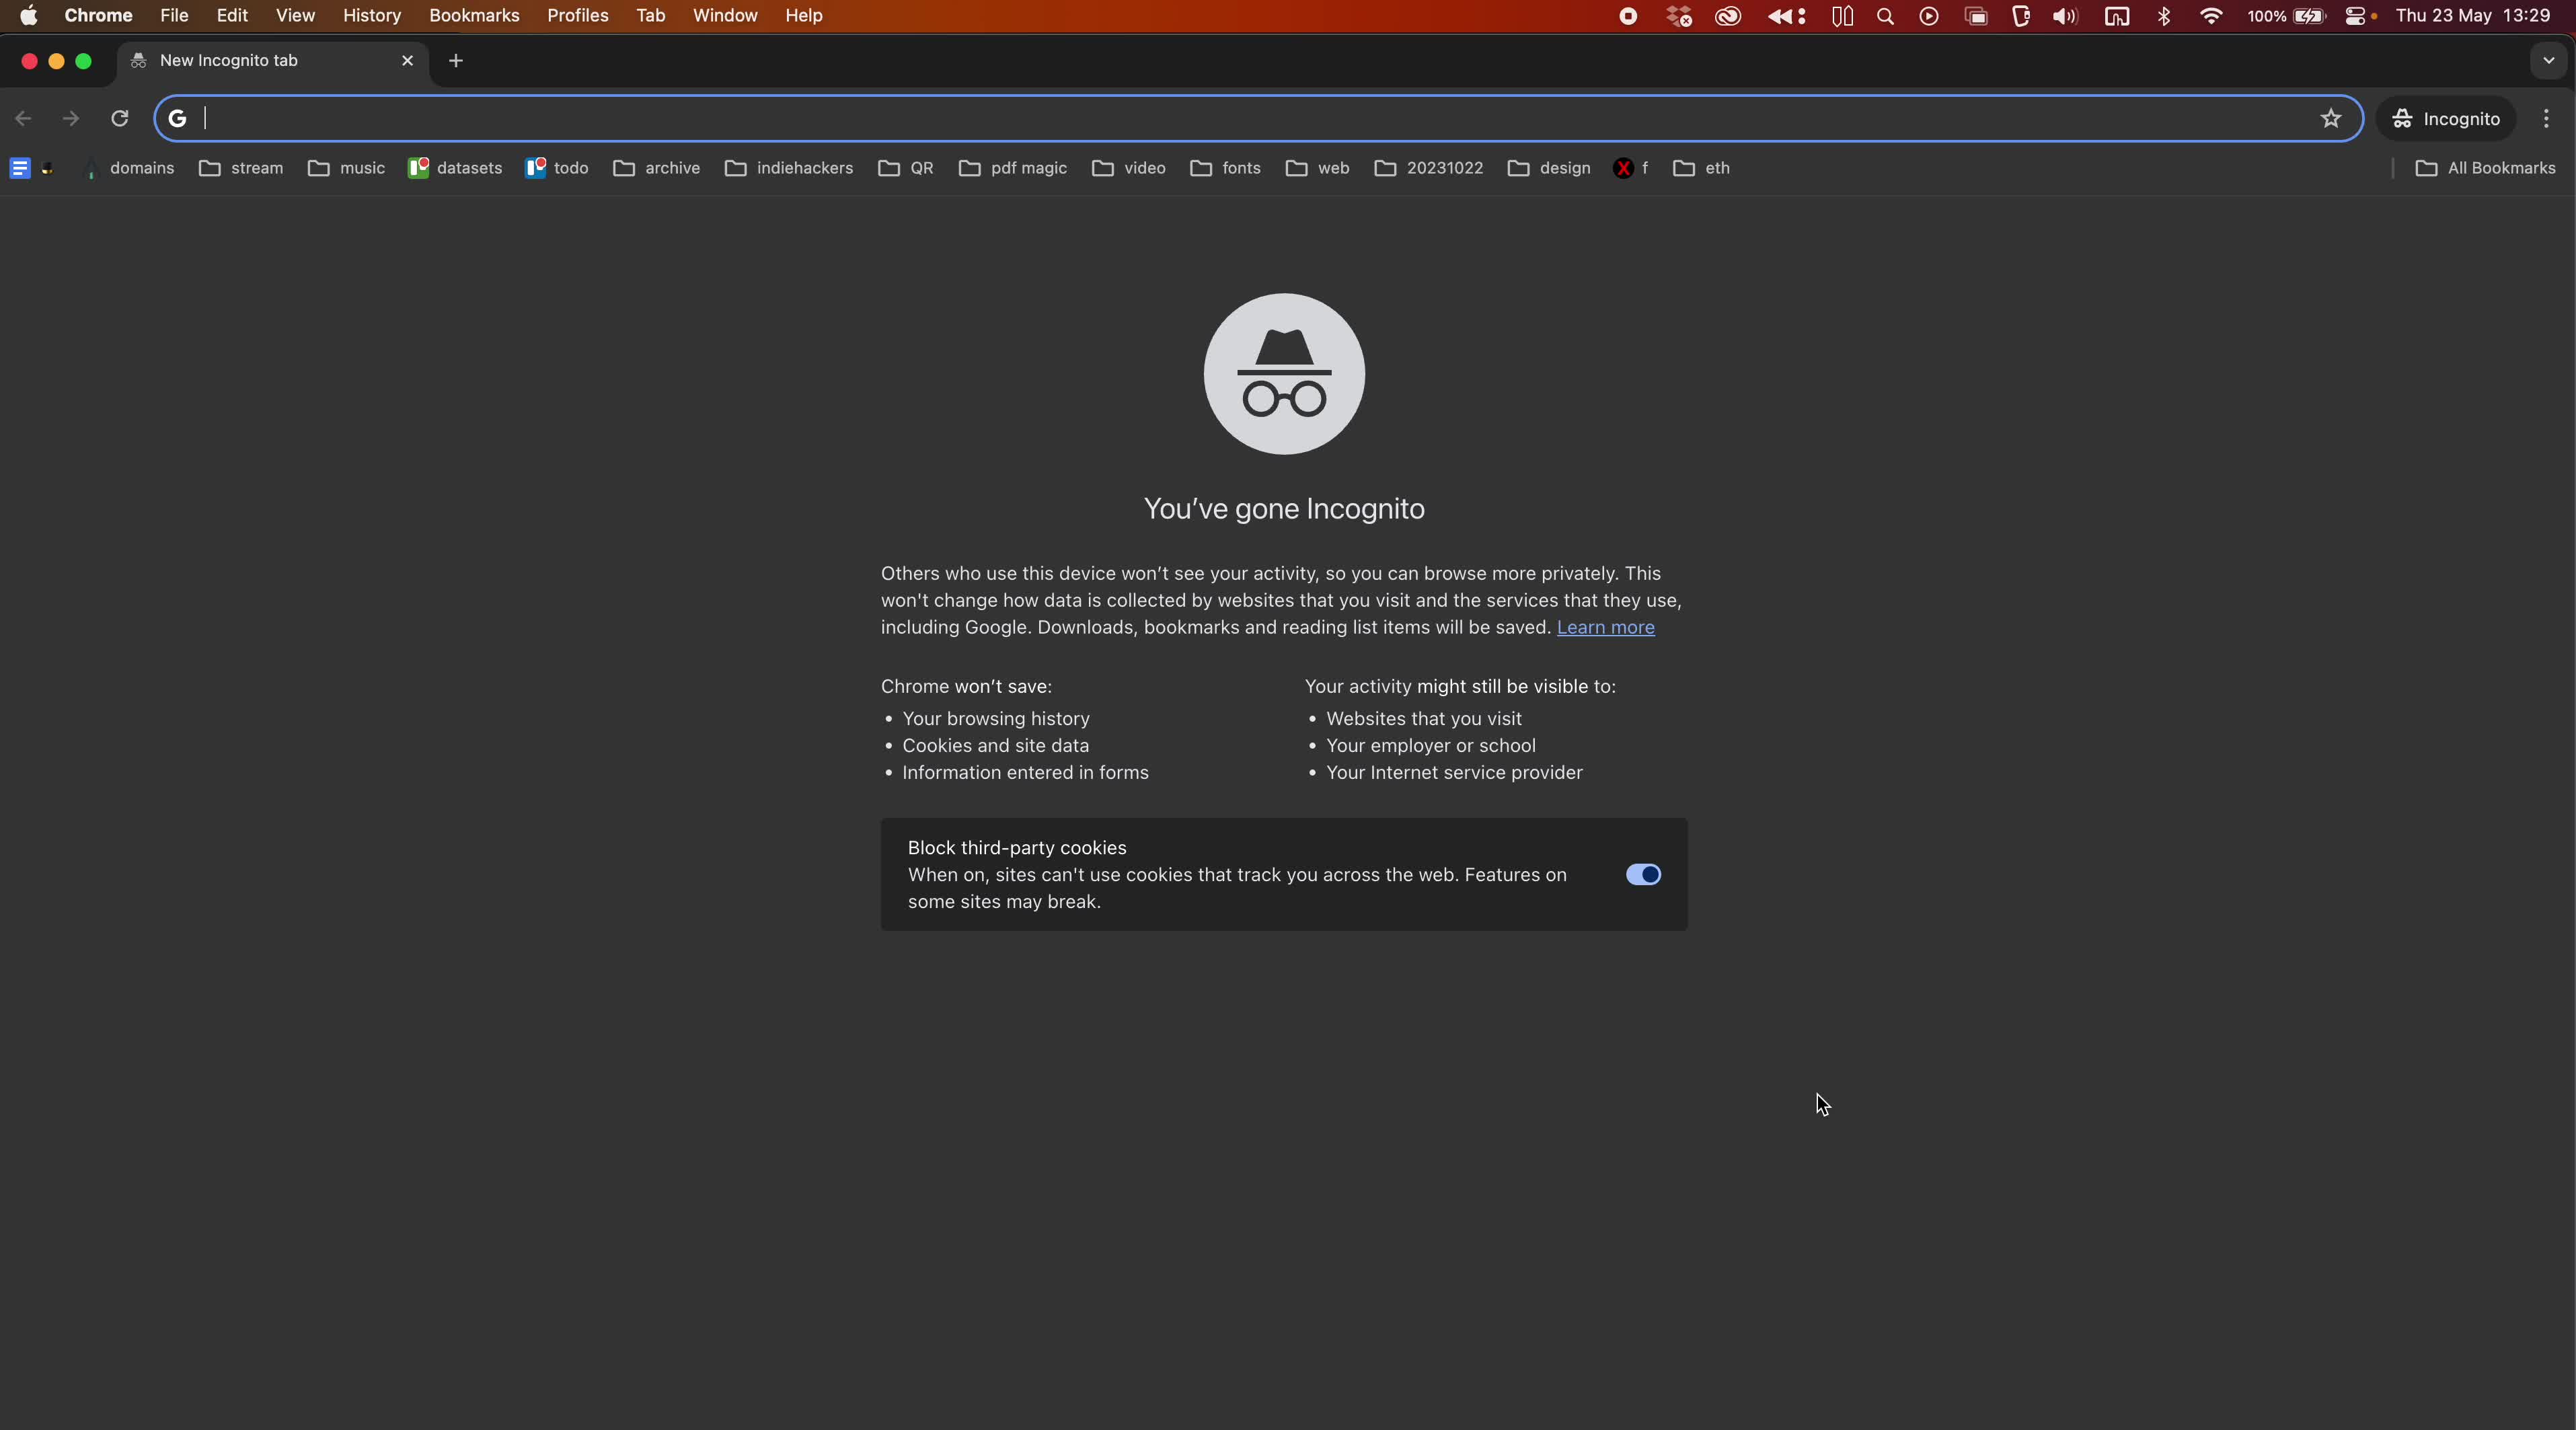 Chrome File Edit View History Bookmarks Profiles Tab Window Help 100% Thu 23 May 13:29
New Incognito tab
Incognito
domains stream music datasets todo archive indiehackers QR pdf magic video fonts web 20231022 design f eth All Bookmarks
You've gone Incognito
Others who use this device won't see your activity, so you can browse more privately. This
won't change how data is collected by websites that you visit and the services that they use,
including Google. Downloads, bookmarks and reading list items will be saved. Learn more
Chrome won't save:
• Your browsing history
• Cookies and site data
• Information entered in forms
Your activity might still be visible to:
• Websites that you visit
• Your employer or school
• Your Internet service provider
Block third-party cookies
When on, sites can't use cookies that track you across the web. Features on
some sites may break.